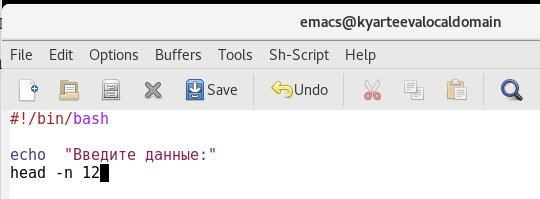 emacs@kyarteevalocaldomain
File Edit Options Buffers Tools Sh-Script Help
Save Undo
#!/bin/bash
echo  "Введите данные:"
head -n 12